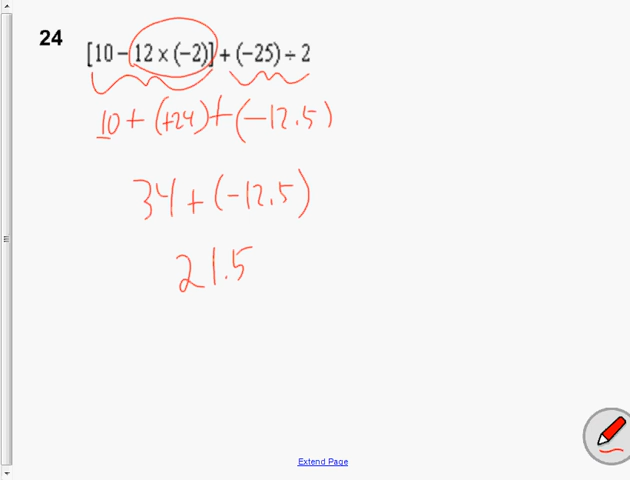 24
[10 − 12 × (−2)] + (−25) ÷ 2
10 + (+24) + (−12.5)
34 + (−12.5)
21.5
Extend Page